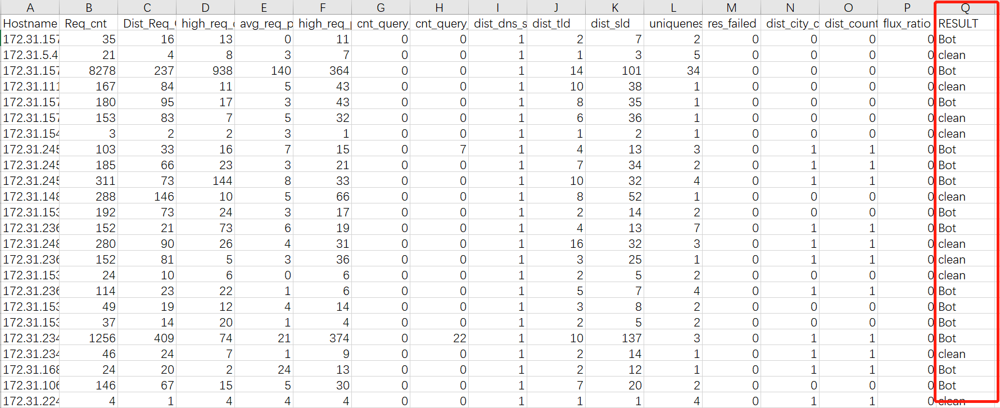 A B C D E F G H I J K L M N O P Q
Hostname Req_cnt Dist_Req_ high_req_ avg_req_p high_req_ cnt_query_ cnt_query_ dist_dns_s dist_tld dist_sld uniquenes res_failed dist_city_c dist_count flux_ratio RESULT
172.31.157 35 16 13 0 11 0 0 1 2 7 2 0 0 0 0 Bot
172.31.5.4 21 4 8 3 7 0 0 1 1 3 5 0 0 0 0 clean
172.31.157 8278 237 938 140 364 0 0 1 14 101 34 0 0 0 0 Bot
172.31.111 167 84 11 5 43 0 0 1 10 38 1 0 0 0 0 clean
172.31.157 180 95 17 3 43 0 0 1 8 35 1 0 0 0 0 Bot
172.31.157 153 83 7 5 32 0 0 1 6 36 1 0 0 0 0 clean
172.31.154 3 2 2 3 1 0 0 1 1 2 1 0 0 0 0 clean
172.31.245 103 33 16 7 15 0 7 1 4 13 3 0 1 1 0 Bot
172.31.245 185 66 23 3 21 0 0 1 7 34 2 0 1 1 0 Bot
172.31.245 311 73 144 8 33 0 0 1 10 32 4 0 1 1 0 Bot
172.31.148 288 146 10 5 66 0 0 1 8 52 1 0 0 0 0 clean
172.31.153 192 73 24 3 17 0 0 1 2 14 2 0 0 0 0 Bot
172.31.236 152 21 73 6 19 0 0 1 4 13 7 0 1 1 0 Bot
172.31.248 280 90 26 4 31 0 0 1 16 32 3 0 1 1 0 clean
172.31.236 152 81 5 3 36 0 0 1 3 25 1 0 1 1 0 clean
172.31.153 24 10 6 0 6 0 0 1 2 5 2 0 0 0 0 clean
172.31.236 114 23 22 1 6 0 0 1 5 7 4 0 1 1 0 Bot
172.31.153 49 19 12 4 14 0 0 1 3 8 2 0 0 0 0 Bot
172.31.153 37 14 20 1 4 0 0 1 2 5 2 0 0 0 0 Bot
172.31.234 1256 409 74 21 374 0 22 1 10 137 3 0 1 1 0 Bot
172.31.234 46 24 7 1 9 0 0 1 2 14 1 0 1 1 0 clean
172.31.168 24 20 2 24 13 0 0 1 2 12 1 0 1 1 0 Bot
172.31.106 146 67 15 5 30 0 0 1 7 20 2 0 0 0 0 Bot
172.31.224 4 1 4 4 4 0 0 1 1 1 4 0 1 1 0 clean